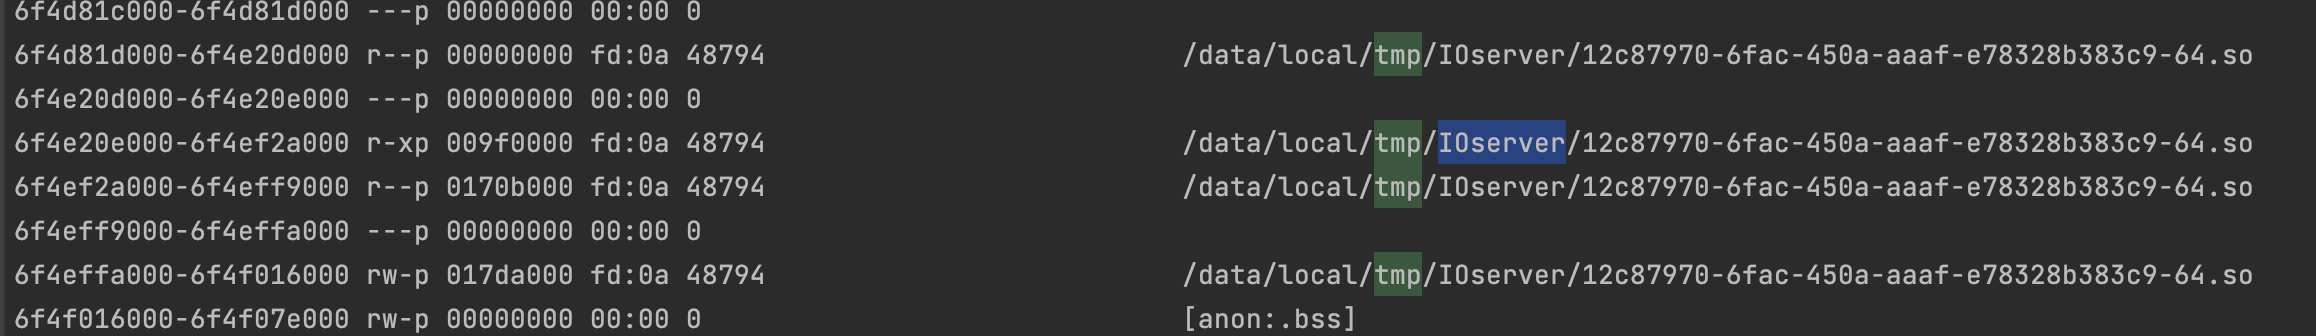 6f4d81c000-6f4d81d000 ---p 00000000 00:00 0
6f4d81d000-6f4e20d000 r--p 00000000 fd:0a 48794 /data/local/tmp/IOserver/12c87970-6fac-450a-aaaf-e78328b383c9-64.so
6f4e20d000-6f4e20e000 ---p 00000000 00:00 0
6f4e20e000-6f4ef2a000 r-xp 009f0000 fd:0a 48794 /data/local/tmp/IOserver/12c87970-6fac-450a-aaaf-e78328b383c9-64.so
6f4ef2a000-6f4eff9000 r--p 0170b000 fd:0a 48794 /data/local/tmp/IOserver/12c87970-6fac-450a-aaaf-e78328b383c9-64.so
6f4eff9000-6f4effa000 ---p 00000000 00:00 0
6f4effa000-6f4f016000 rw-p 017da000 fd:0a 48794 /data/local/tmp/IOserver/12c87970-6fac-450a-aaaf-e78328b383c9-64.so
6f4f016000-6f4f07e000 rw-p 00000000 00:00 0 [anon:.bss]